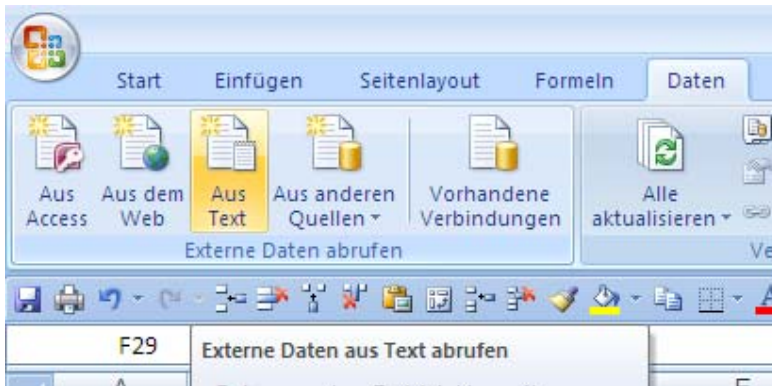 Start Einfügen Seitenlayout Formeln Daten
Aus Access
Aus dem Web
Aus Text
Aus anderen Quellen
Vorhandene Verbindungen
Alle aktualisieren
Externe Daten abrufen
F29
Externe Daten aus Text abrufen